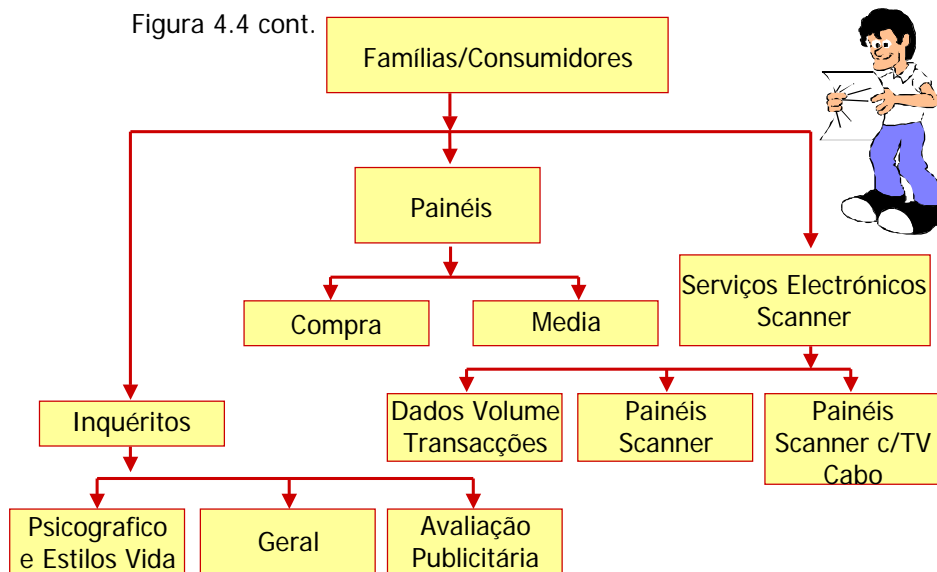 Figura 4.4 cont.
Famílias/Consumidores
Painéis
Serviços Electrónicos
Scanner
Compra
Media
Inquéritos
Dados Volume
Transacções
Painéis
Scanner
Painéis
Scanner c/TV
Cabo
Psicografico
e Estilos Vida
Geral
Avaliação
Publicitária